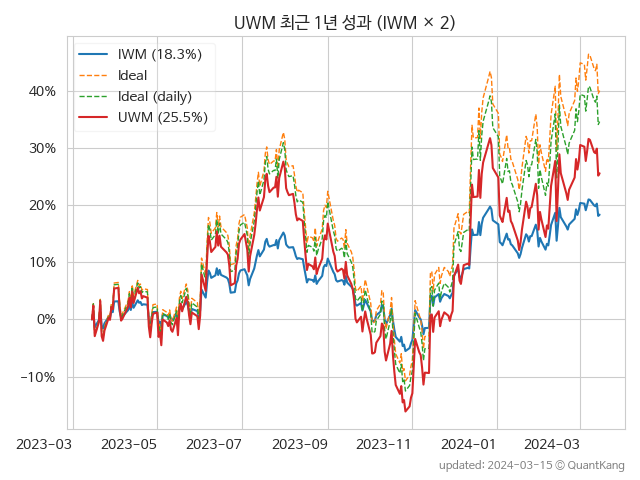 UWM 최근 1년 성과 (IWM × 2)
IWM (18.3%)
Ideal
Ideal (daily)
UWM (25.5%)
40%
30%
20%
10%
0%
−10%
2023-03 2023-05 2023-07 2023-09 2023-11 2024-01 2024-03
updated: 2024-03-15 ⓒ QuantKang